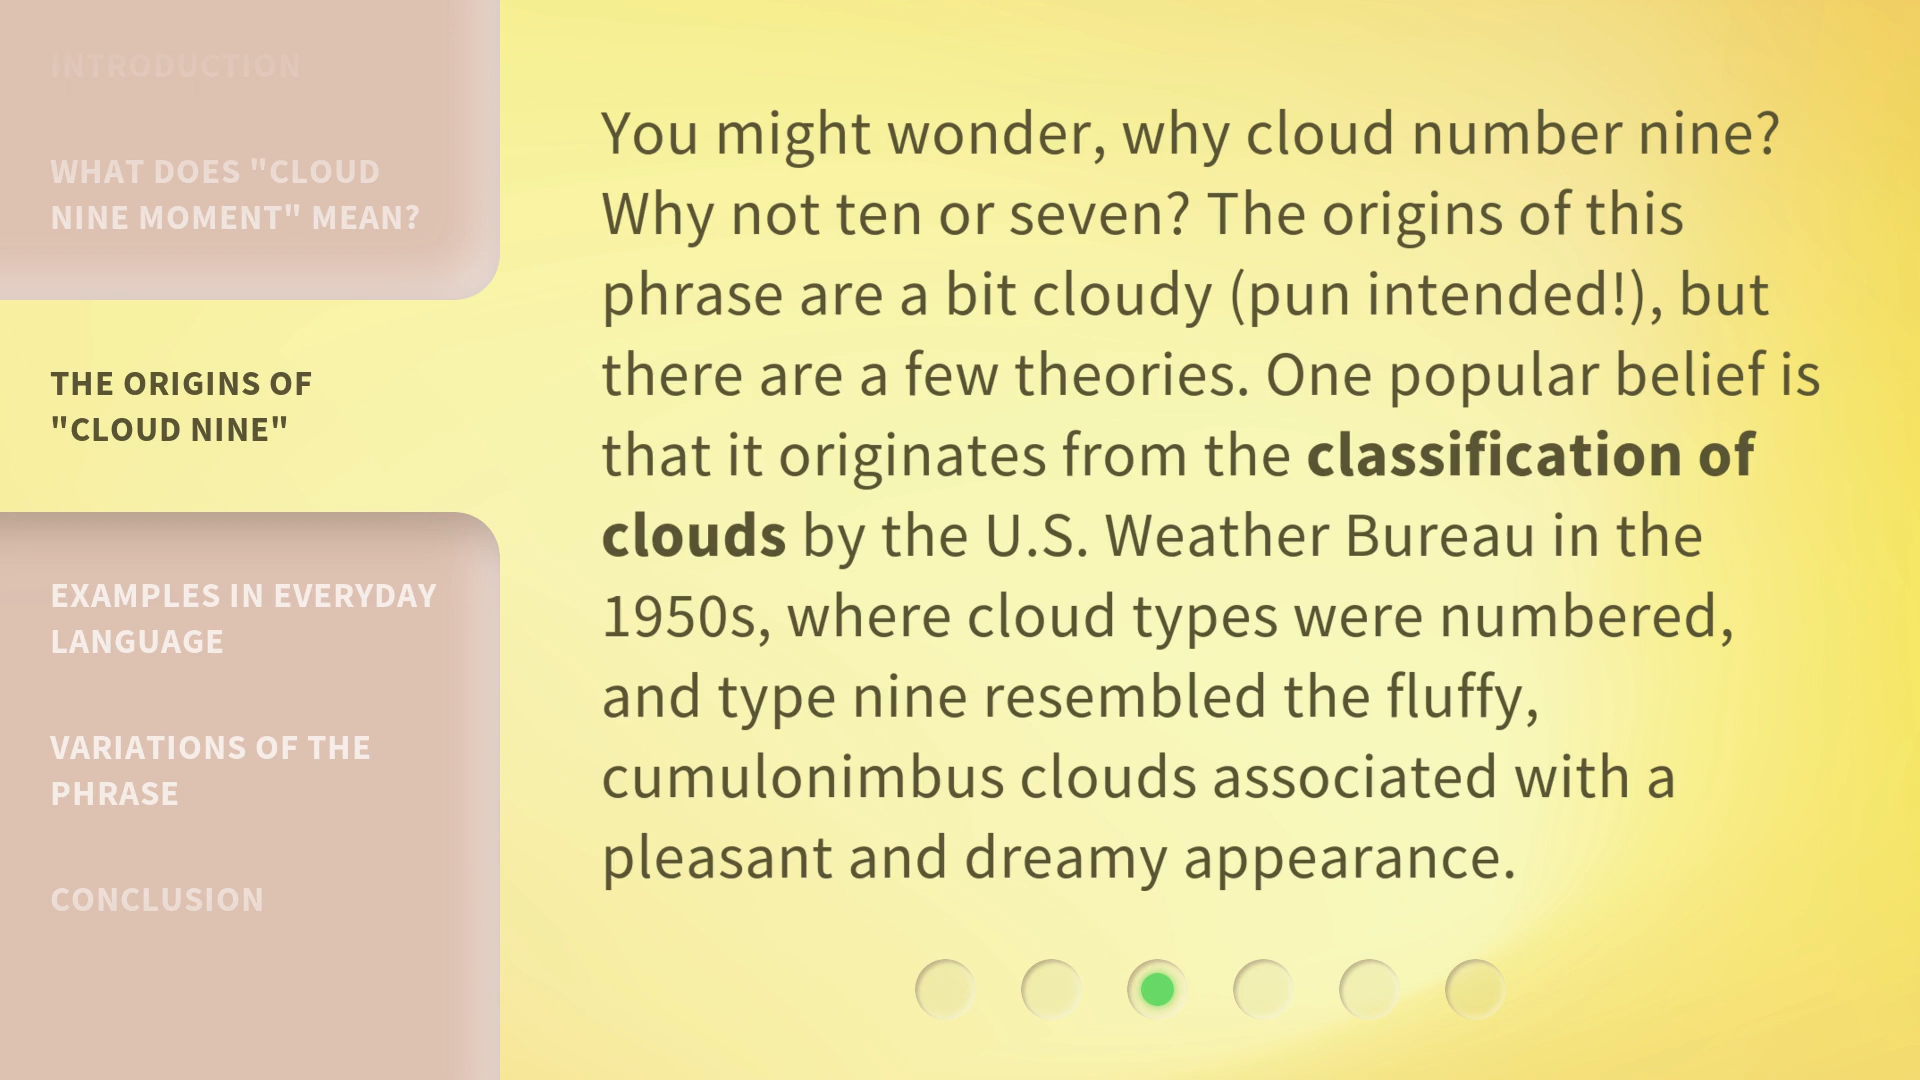 INTRODUCTION
WHAT DOES "CLOUD
NINE MOMENT" MEAN?
THE ORIGINS OF
"CLOUD NINE"
EXAMPLES IN EVERYDAY
LANGUAGE
VARIATIONS OF THE
PHRASE
CONCLUSION
You might wonder, why cloud number nine?
Why not ten or seven? The origins of this
phrase are a bit cloudy (pun intended!), but
there are a few theories. One popular belief is
that it originates from the classification of
clouds by the U.S. Weather Bureau in the
1950s, where cloud types were numbered,
and type nine resembled the fluffy,
cumulonimbus clouds associated with a
pleasant and dreamy appearance.